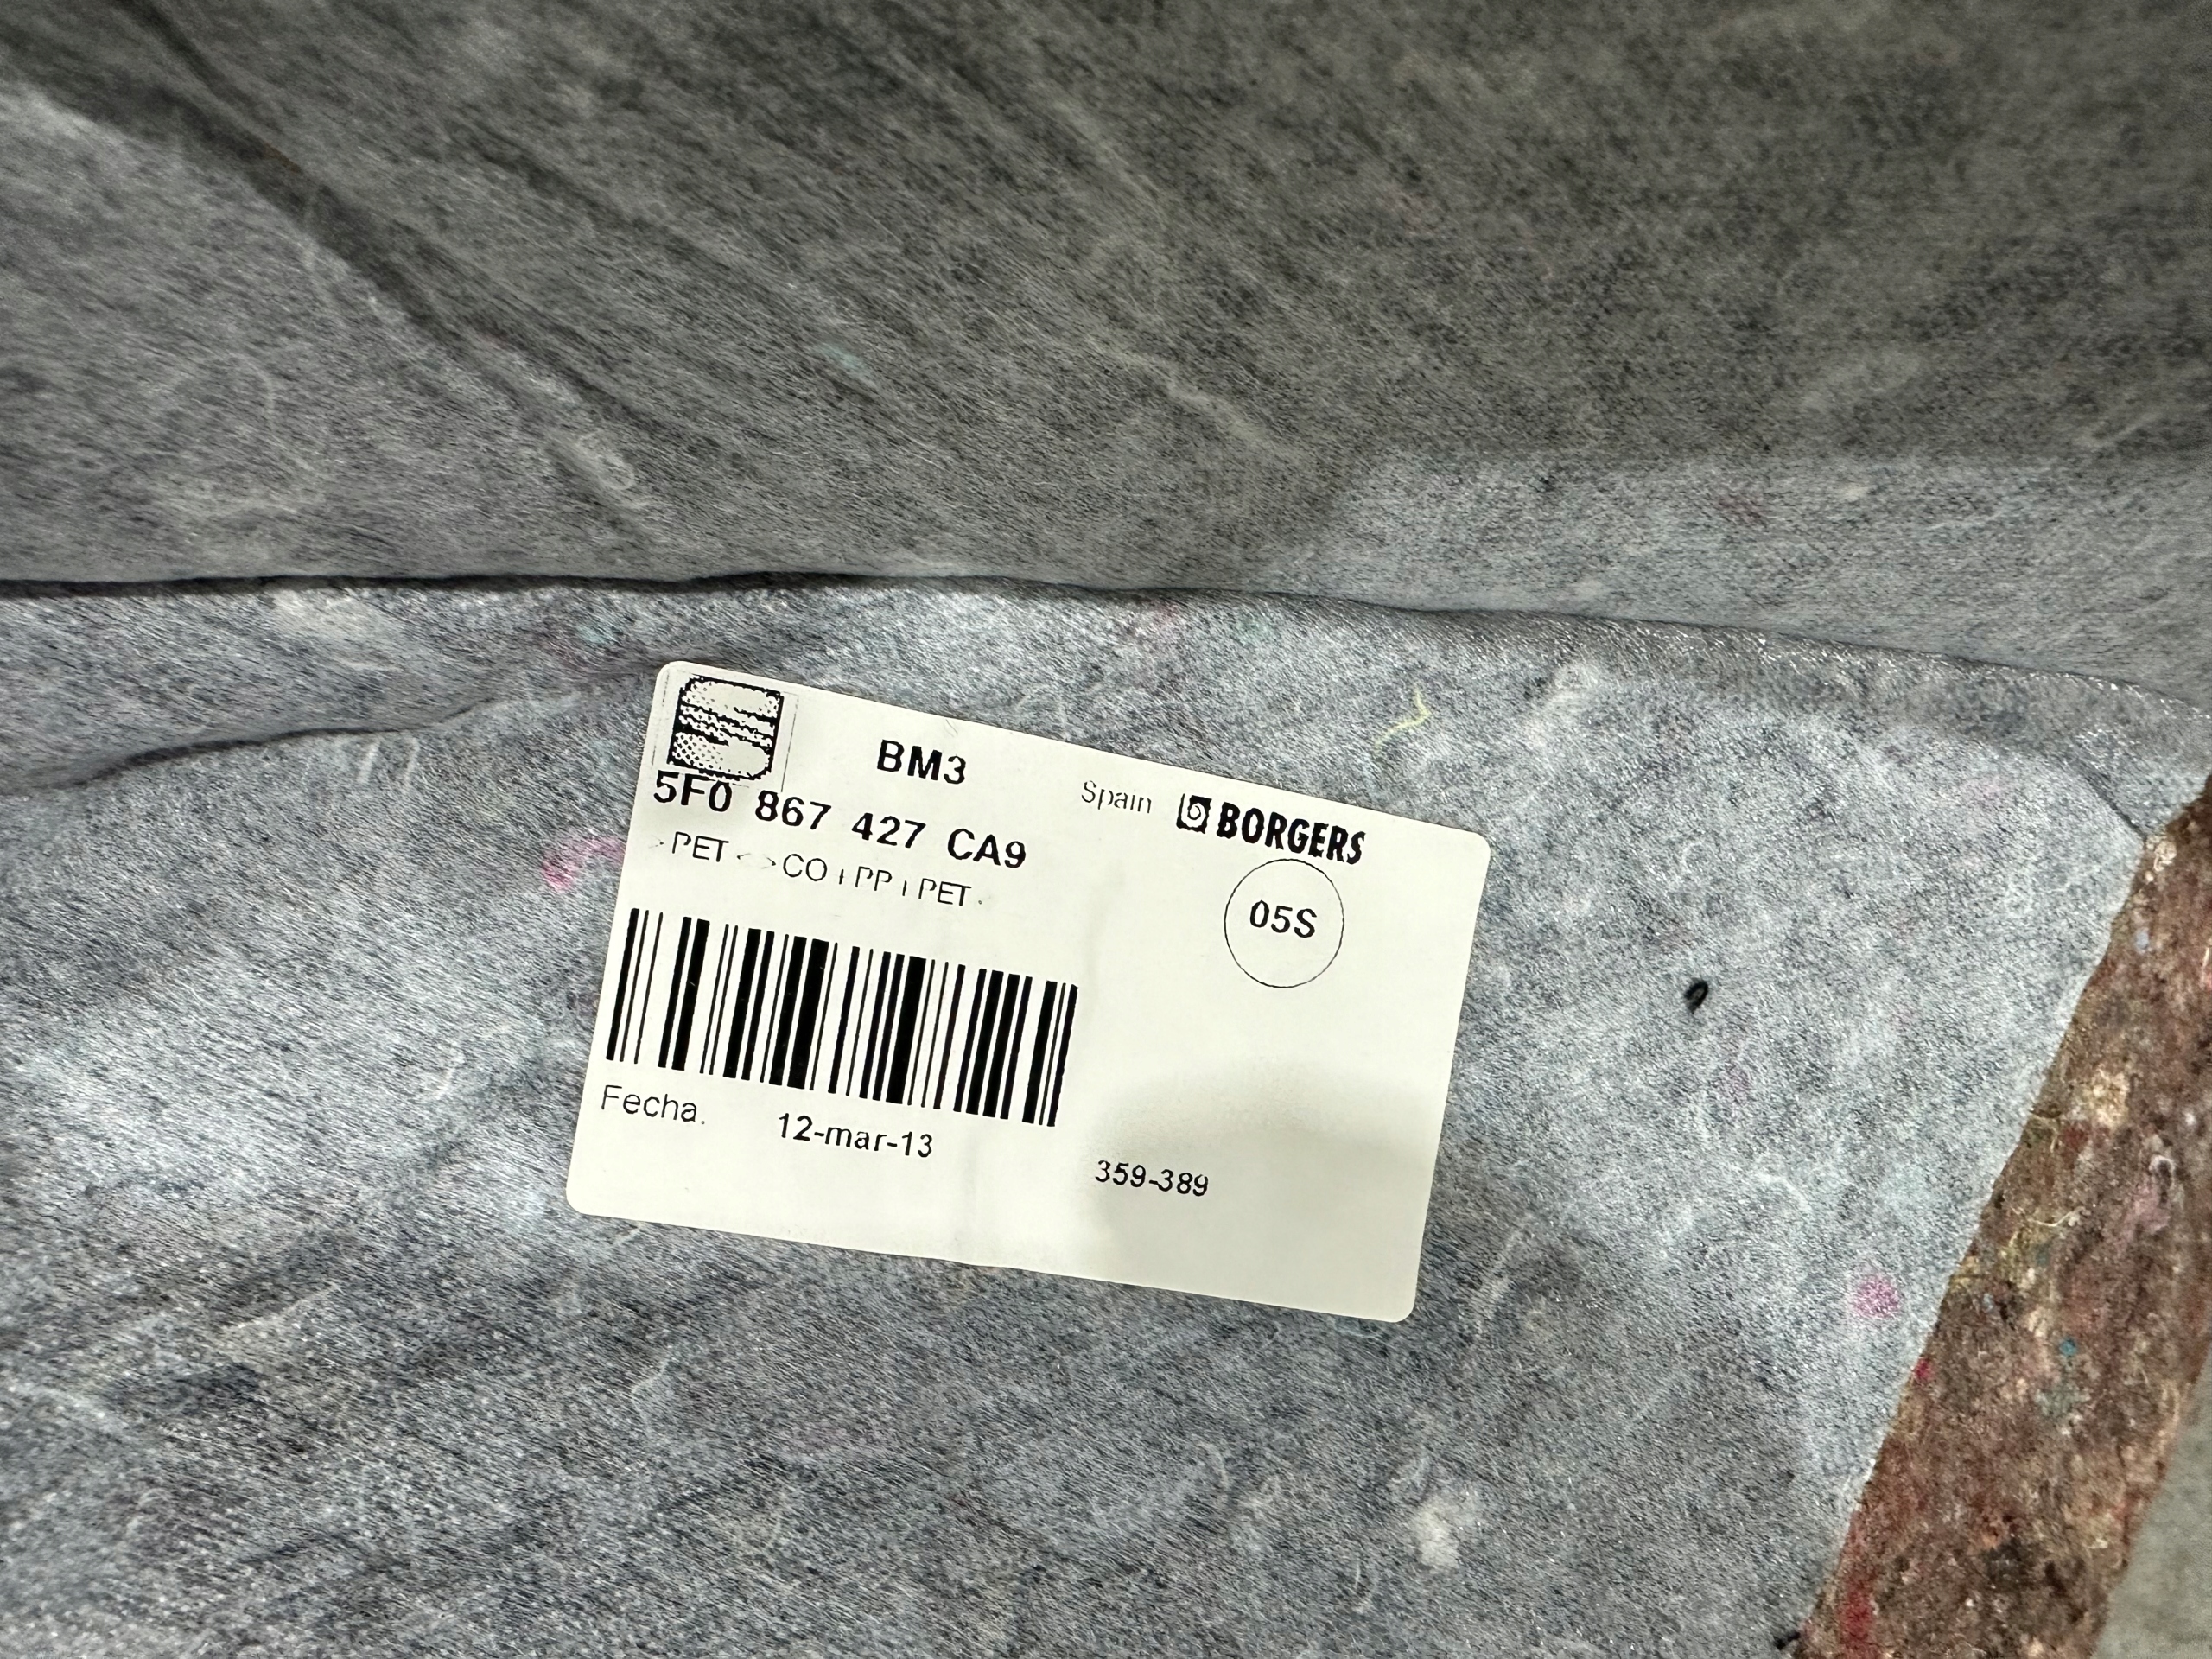 BM3
Spain BORGERS
5F0 867 427 CA9
>PET< >CO+PP+PET<
05S
Fecha. 12-mar-13
359-389